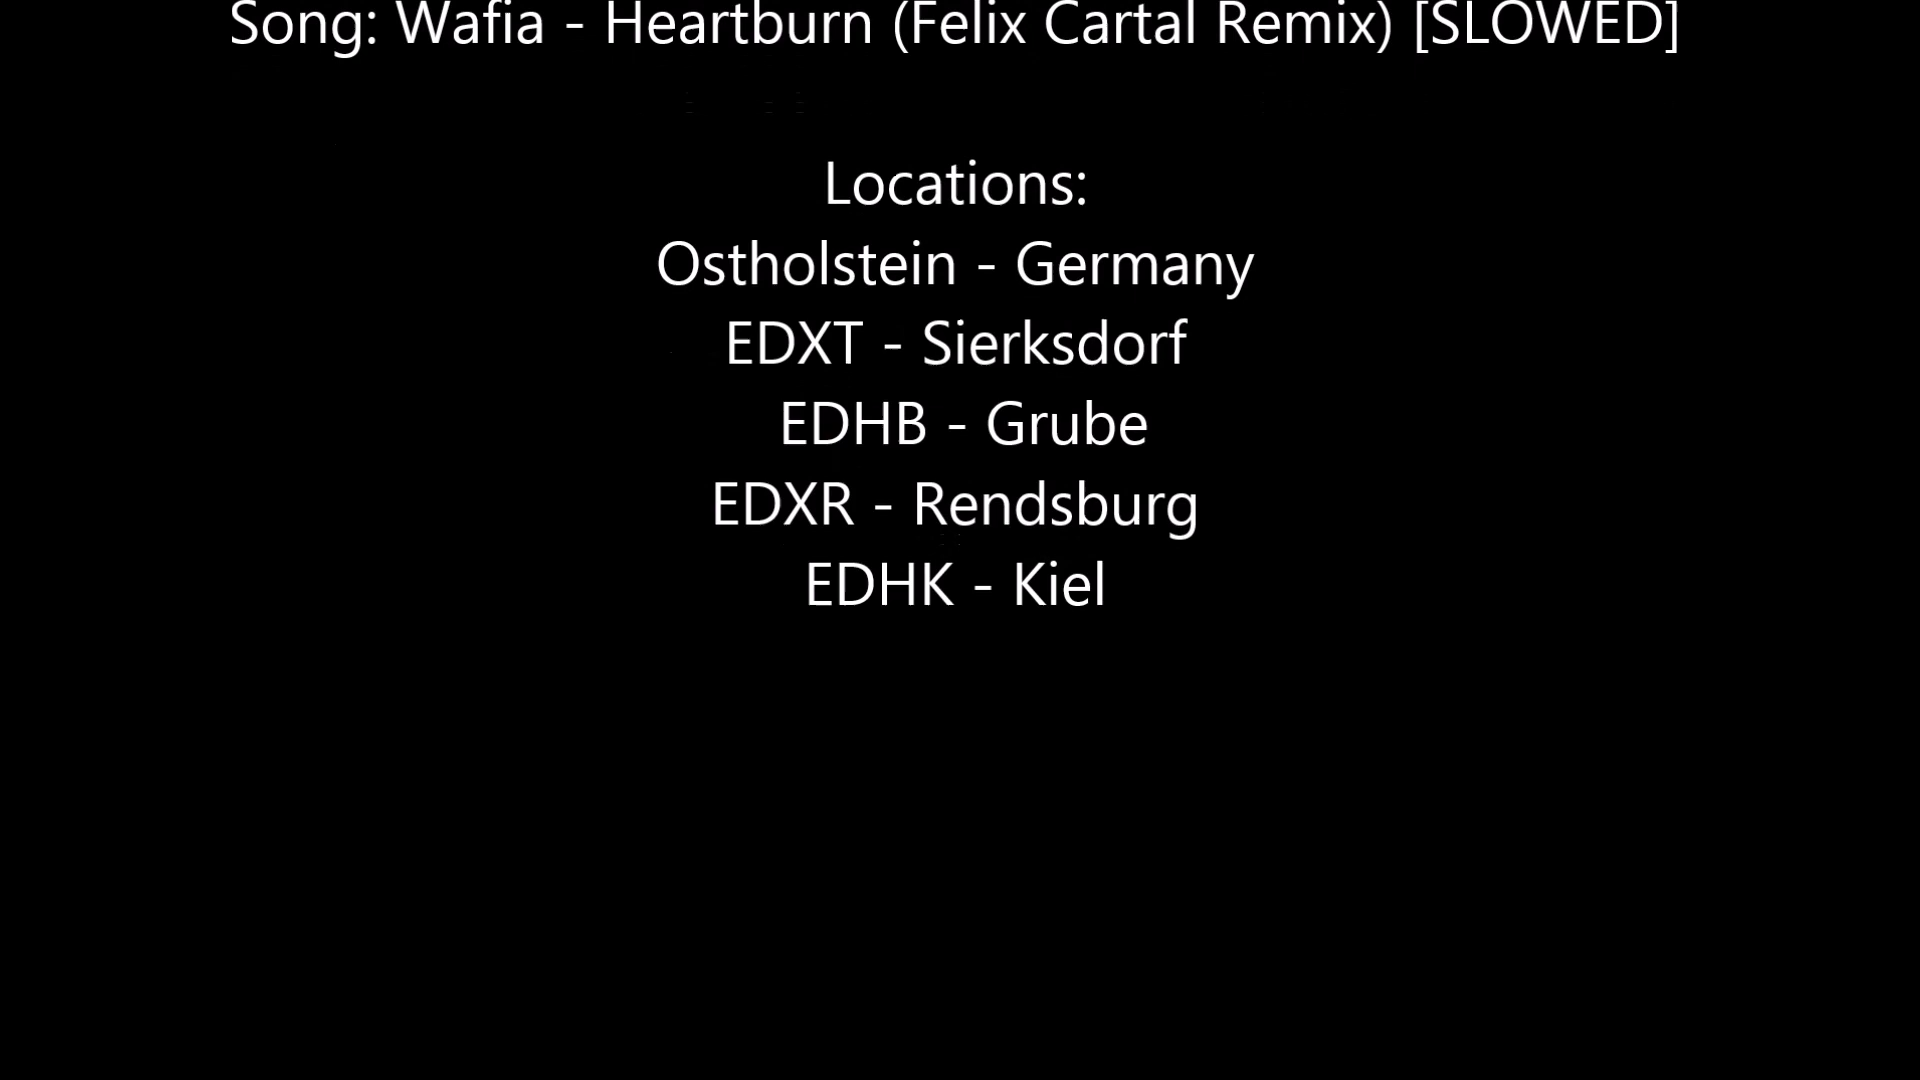 Song: Wafia - Heartburn (Felix Cartal Remix) [SLOWED]
Locations:
Ostholstein - Germany
EDXT - Sierksdorf
EDHB - Grube
EDXR - Rendsburg
EDHK - Kiel